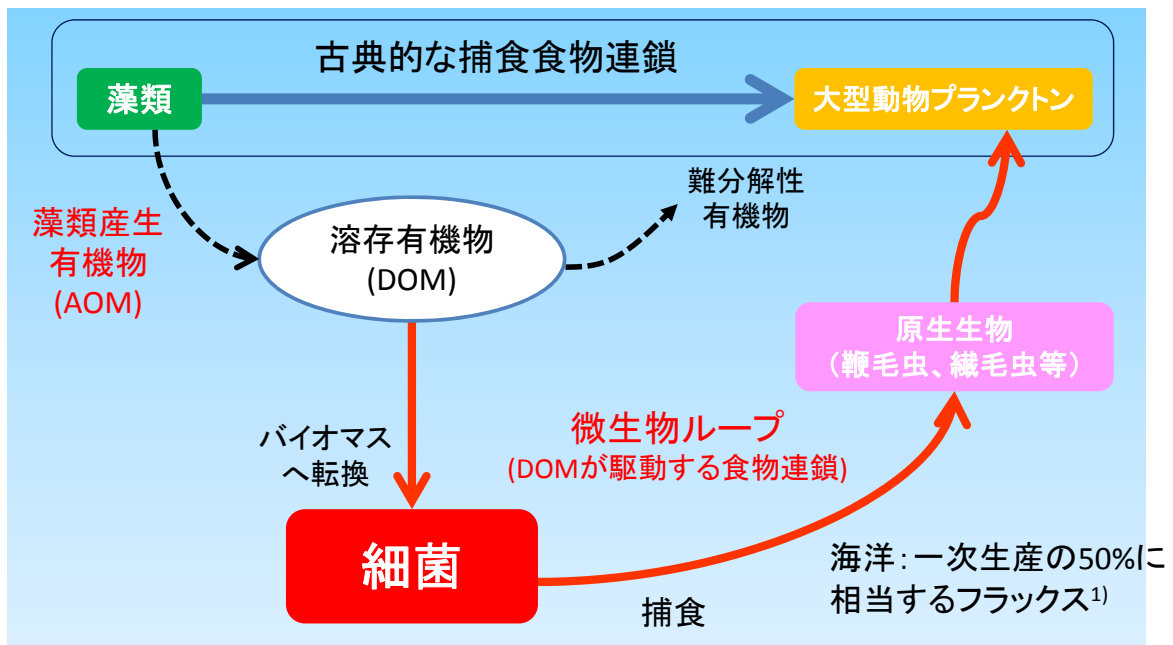 古典的な捕食食物連鎖
藻類
大型動物プランクトン
藻類産生
有機物
(AOM)
溶存有機物
(DOM)
難分解性
有機物
原生生物
（鞭毛虫、繊毛虫等）
バイオマス
へ転換
微生物ループ
(DOMが駆動する食物連鎖)
細菌
捕食
海洋：一次生産の50%に
相当するフラックス1)